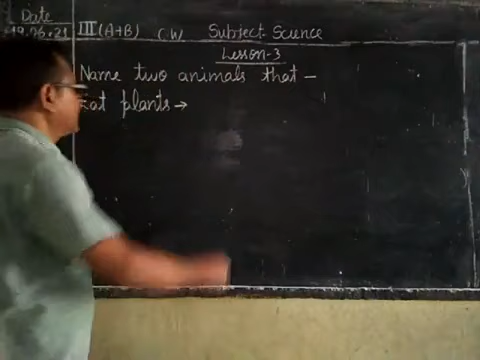 Date
19.06.21
III (A+B) C.W Subject - Science
Lesson-3
Name two animals that —
Eat plants →